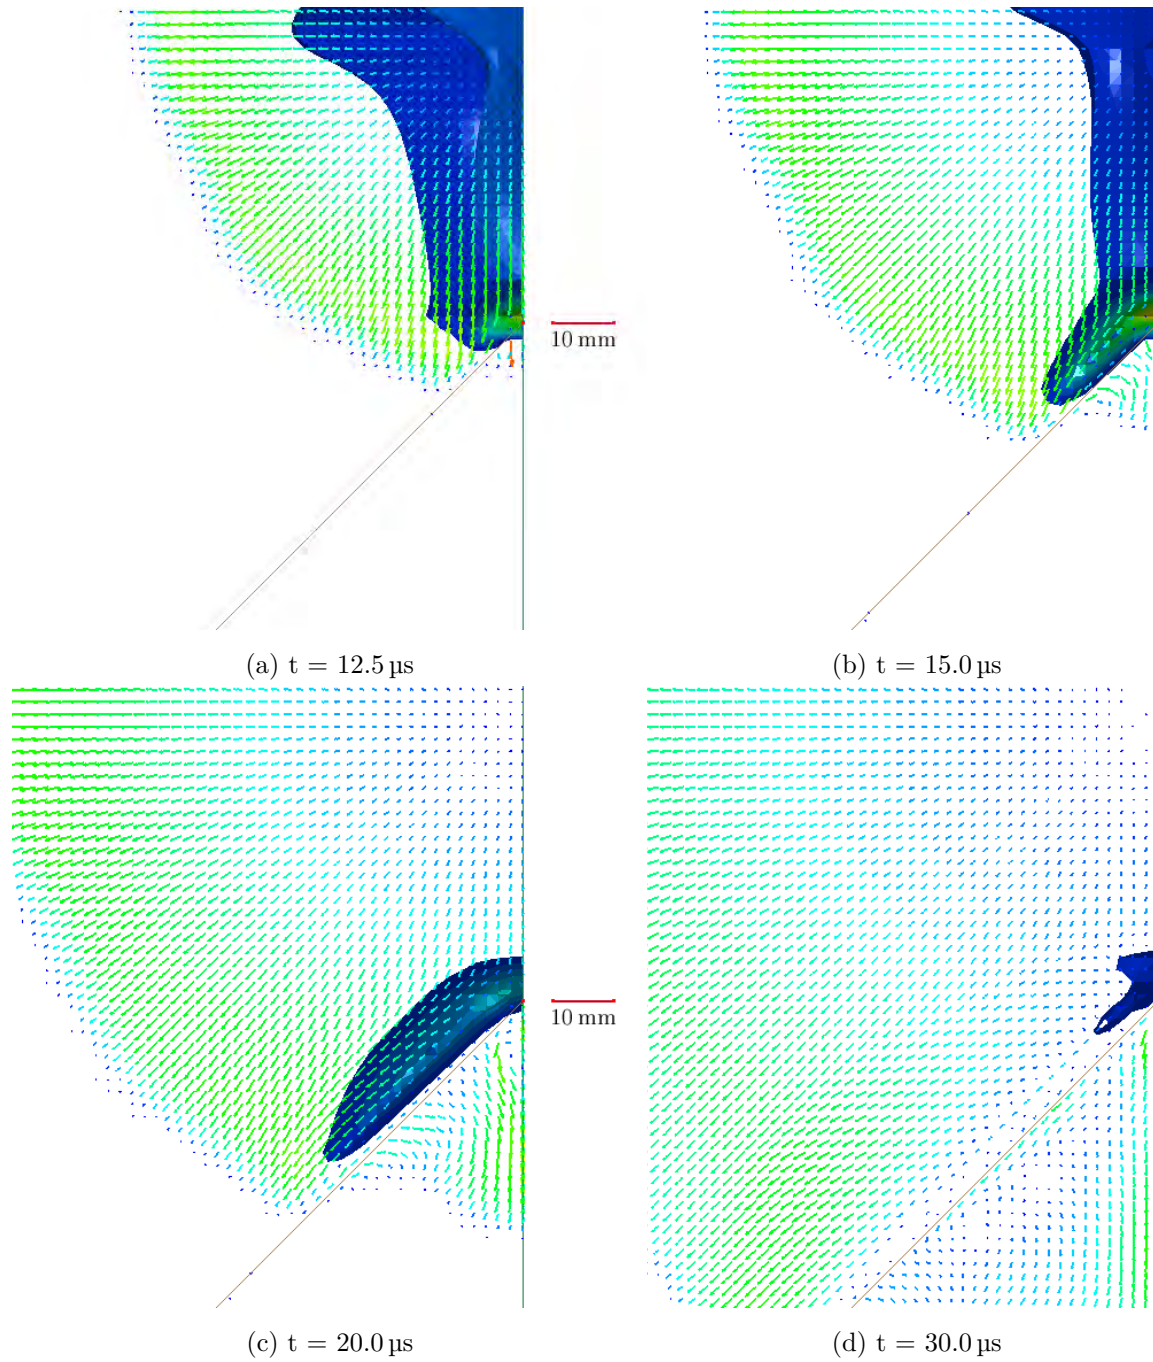 10 mm
(a) t = 12.5 µs
(b) t = 15.0 µs
10 mm
(c) t = 20.0 µs
(d) t = 30.0 µs